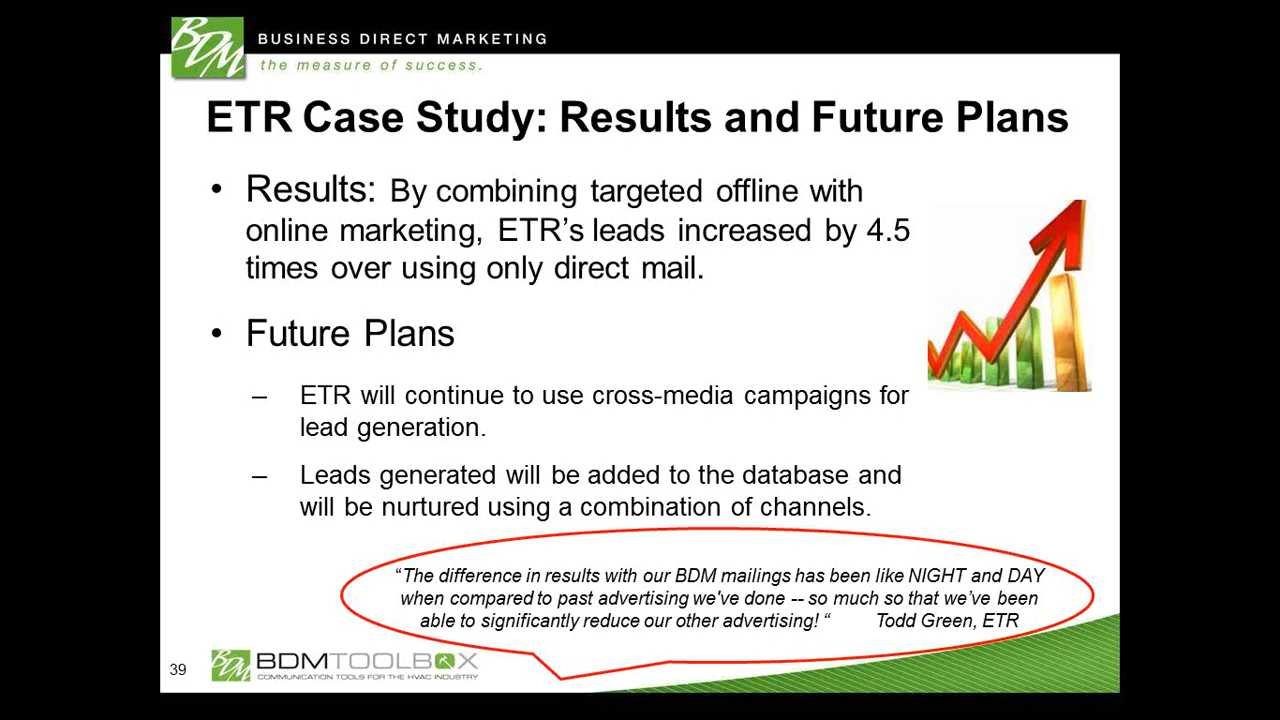 BDM
BUSINESS DIRECT MARKETING
the measure of success.
ETR Case Study: Results and Future Plans
• Results: By combining targeted offline with
online marketing, ETR’s leads increased by 4.5
times over using only direct mail.
• Future Plans
– ETR will continue to use cross-media campaigns for
lead generation.
– Leads generated will be added to the database and
will be nurtured using a combination of channels.
“The difference in results with our BDM mailings has been like NIGHT and DAY
when compared to past advertising we've done -- so much so that we’ve been
able to significantly reduce our other advertising! “ Todd Green, ETR
39
BDM
BDMTOOLBOX
COMMUNICATION TOOLS FOR THE HVAC INDUSTRY